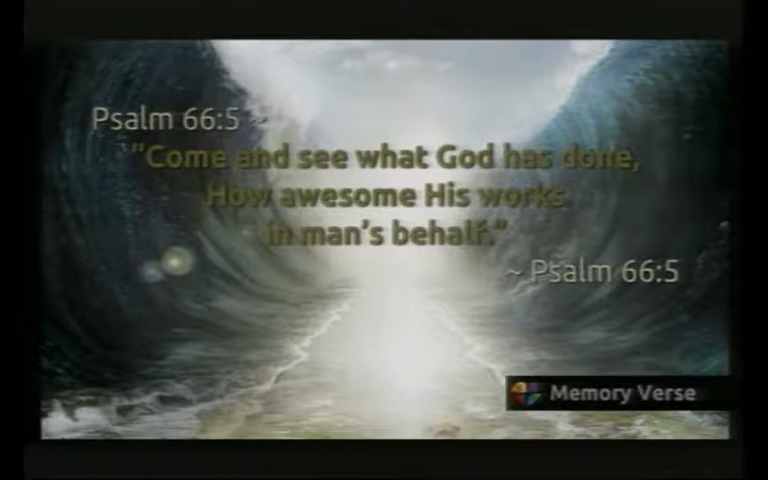 Psalm 66:5 ~
"Come and see what God has done,
How awesome His works
in man's behalf."
~ Psalm 66:5
Memory Verse